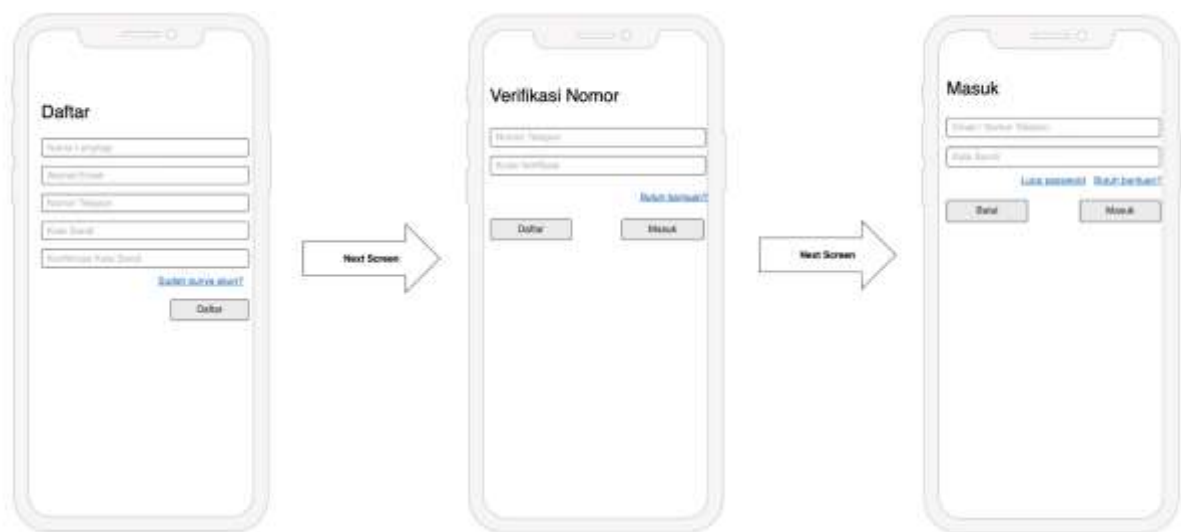 Daftar
Nama Lengkap
Alamat Email
Nomor Telepon
Kata Sandi
Konfirmasi Kata Sandi
Sudah punya akun?
Daftar
Next Screen
Verifikasi Nomor
Nomor Telepon
Kode Verifikasi
Butuh bantuan?
Daftar
Masuk
Next Screen
Masuk
Email / Nomor Telepon
Kata Sandi
Lupa password Butuh bantuan?
Batal
Masuk